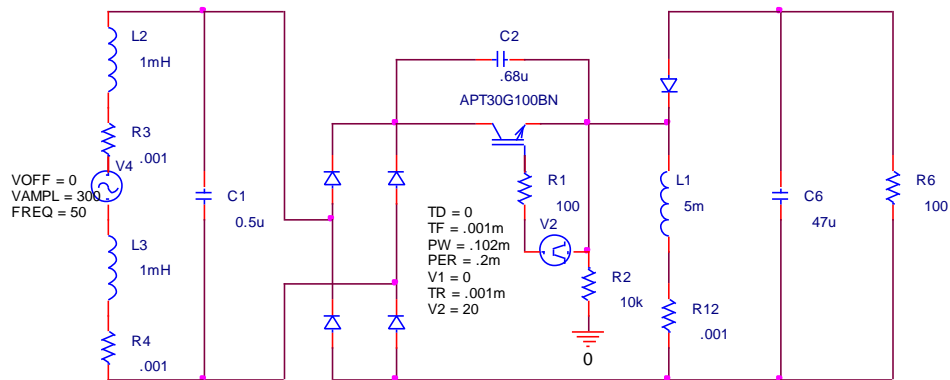 L2
1mH
R3
.001
V4
VOFF = 0
VAMPL = 300
FREQ = 50
L3
1mH
R4
.001
C1
0.5u
C2
.68u
APT30G100BN
R1
100
V2
TD = 0
TF = .001m
PW = .102m
PER = .2m
V1 = 0
TR = .001m
V2 = 20
R2
10k
0
L1
5m
R12
.001
C6
47u
R6
100